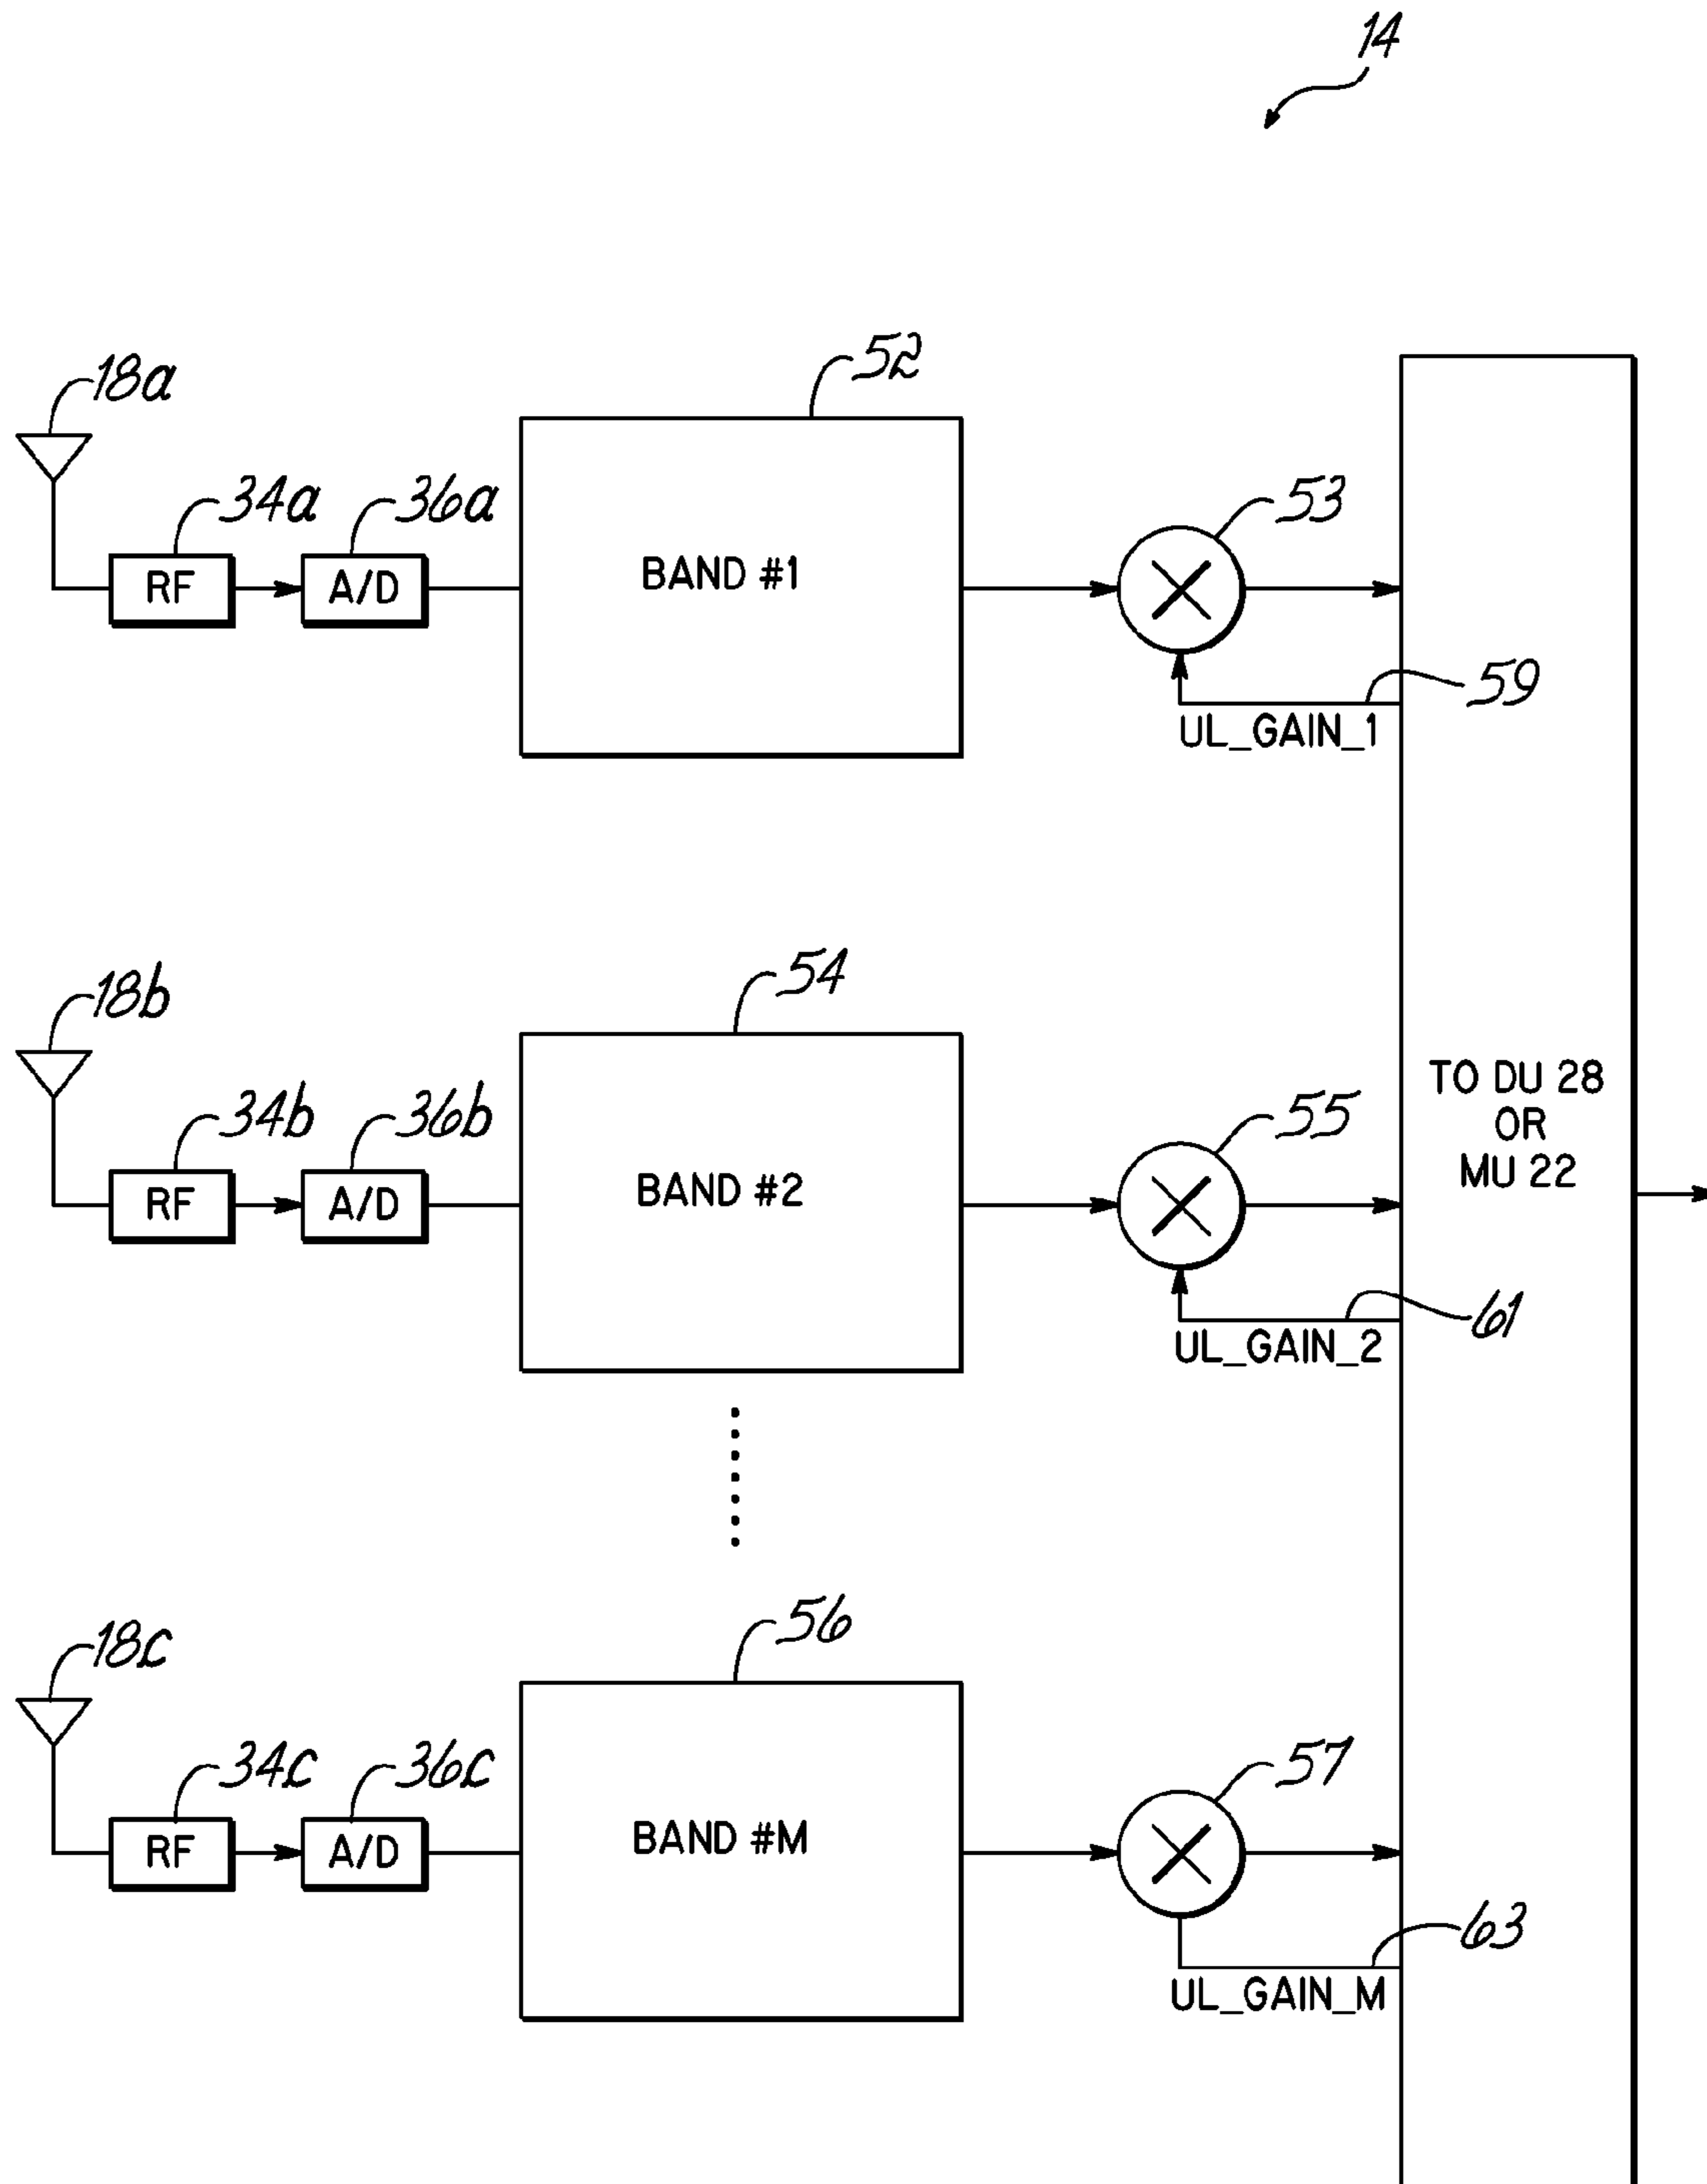 14
52
18a
34a
36a
53
RF
A/D
BAND #1
59
UL_GAIN_1
54
18b
34b
36b
55
TO DU 28
OR
MU 22
RF
A/D
BAND #2
61
UL_GAIN_2
56
18c
34c
36c
57
RF
A/D
BAND #M
63
UL_GAIN_M